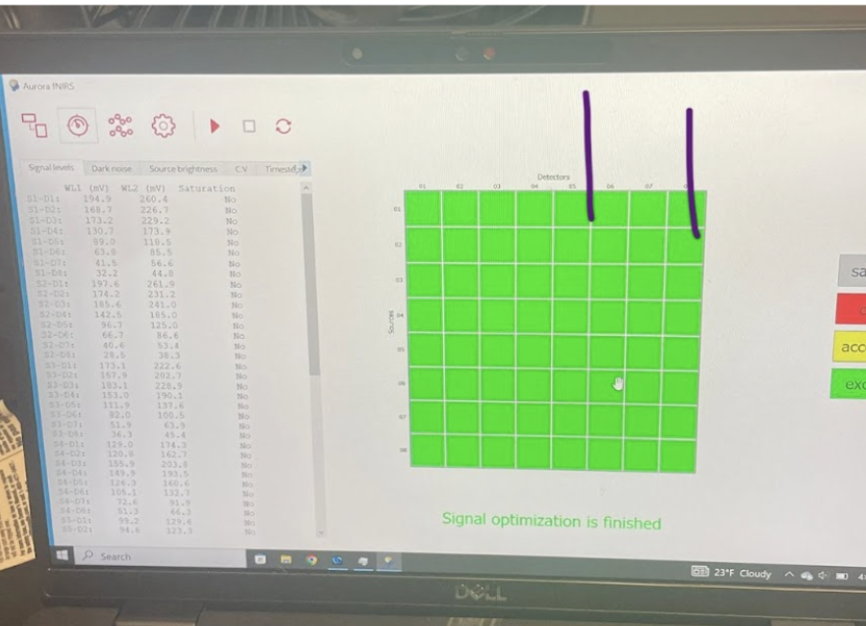 Aurora fNIRS
Signal levels Dark noise Source brightness CV
WL1 (mV) WL2 (mV) Saturation
S1-D1: 194.9 260.4 No
S1-D2: 168.7 226.7 No
S1-D3: 173.2 229.2 No
S1-D4: 130.7 173.9 No
S1-D5: 89.0 118.5 No
S1-D6: 63.8 85.5 No
S1-D7: 41.5 56.6 No
S1-D8: 32.2 44.8 No
S2-D1: 197.6 261.9 No
S2-D2: 174.2 231.2 No
S2-D3: 185.6 241.0 No
S2-D4: 142.5 185.0 No
S2-D5: 96.7 125.0 No
S2-D6: 66.7 86.6 No
S2-D7: 40.6 53.4 No
S2-D8: 28.5 38.3 No
S3-D1: 173.1 222.6 No
S3-D2: 157.9 202.7 No
S3-D3: 183.1 228.9 No
S3-D4: 153.0 190.1 No
S3-D5: 111.9 137.6 No
S3-D6: 82.0 100.5 No
S3-D7: 51.9 63.9 No
S3-D8: 36.3 45.4 No
S4-D1: 129.0 174.3 No
S4-D2: 120.8 162.7 No
S4-D3: 155.9 203.8 No
S4-D4: 149.9 193.5 No
S4-D5: 126.3 160.6 No
S4-D6: 105.1 132.7 No
S4-D7: 72.6 91.9 No
S4-D8: 51.3 66.3 No
S5-D1: 99.2 129.6 No
S5-D2: 94.6 123.3 No
Detectors
01 02 03 04 05 06 07
Sources
01
02
03
04
05
06
07
08
Signal optimization is finished
Search
23°F Cloudy
DELL